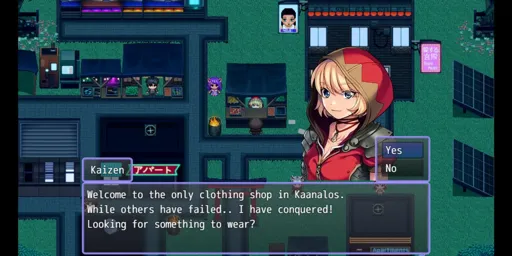 Yes
No
Kaizen
アパート
Welcome to the only clothing shop in Kaanalos.
While others have failed.. I have conquered!
Looking for something to wear?
Apartments